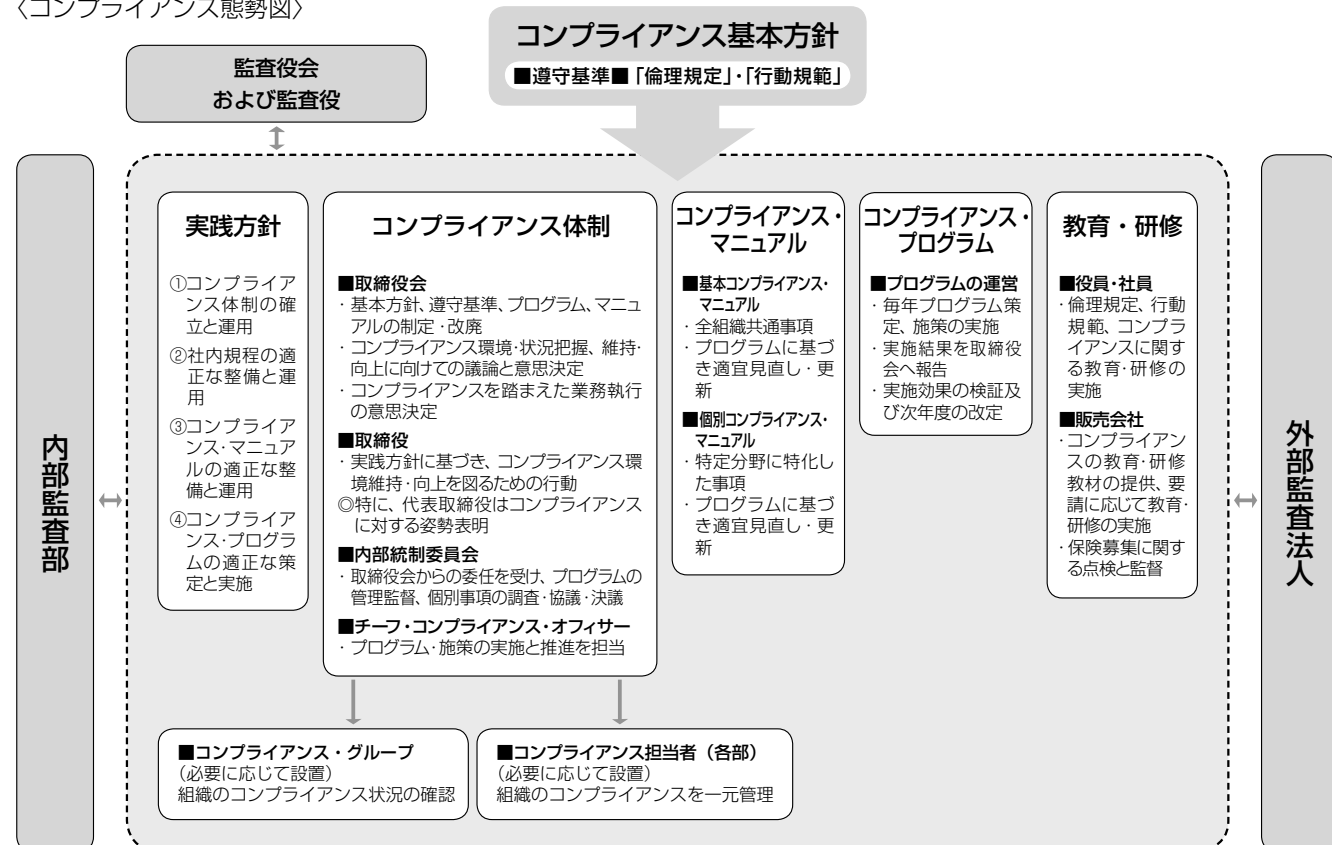 〈コンプライアンス態勢図〉
コンプライアンス基本方針
■遵守基準■「倫理規定」・「行動規範」
監査役会
および監査役
内部監査部
実践方針
①コンプライア
ンス体制の確
立と運用
②社内規程の適
正な整備と運
用
③コンプライア
ンス・マニュア
ルの適正な整
備と運用
④コンプライア
ンス・プログラ
ムの適正な策
定と実施
コンプライアンス体制
■取締役会
・基本方針、遵守基準、プログラム、マニュ
アルの制定・改廃
・コンプライアンス環境・状況把握、維持・
向上に向けての議論と意思決定
・コンプライアンスを踏まえた業務執行
の意思決定
■取締役
・実践方針に基づき、コンプライアンス環
境維持・向上を図るための行動
◎特に、代表取締役はコンプライアンス
に対する姿勢表明
■内部統制委員会
・取締役会からの委任を受け、プログラムの
管理監督、個別事項の調査・協議・決議
■チーフ・コンプライアンス・オフィサー
・プログラム・施策の実施と推進を担当
コンプライアンス・
マニュアル
■基本コンプライアンス・
マニュアル
・全組織共通事項
・プログラムに基づ
き適宜見直し・更
新
■個別コンプライアンス・
マニュアル
・特定分野に特化し
た事項
・プログラムに基づ
き適宜見直し・更
新
コンプライアンス・
プログラム
■プログラムの運営
・毎年プログラム策
定、施策の実施
・実施結果を取締役
会へ報告
・実施効果の検証及
び次年度の改定
教育・研修
■役員・社員
・倫理規定、行動
規範、コンプラ
イアンスに関す
る教育・研修の
実施
■販売会社
・コンプライアン
スの教育・研修
教材の提供、要
請に応じて教育・
研修の実施
・保険募集に関す
る点検と監督
■コンプライアンス・グループ
（必要に応じて設置）
組織のコンプライアンス状況の確認
■コンプライアンス担当者（各部）
（必要に応じて設置）
組織のコンプライアンスを一元管理
外部監査法人